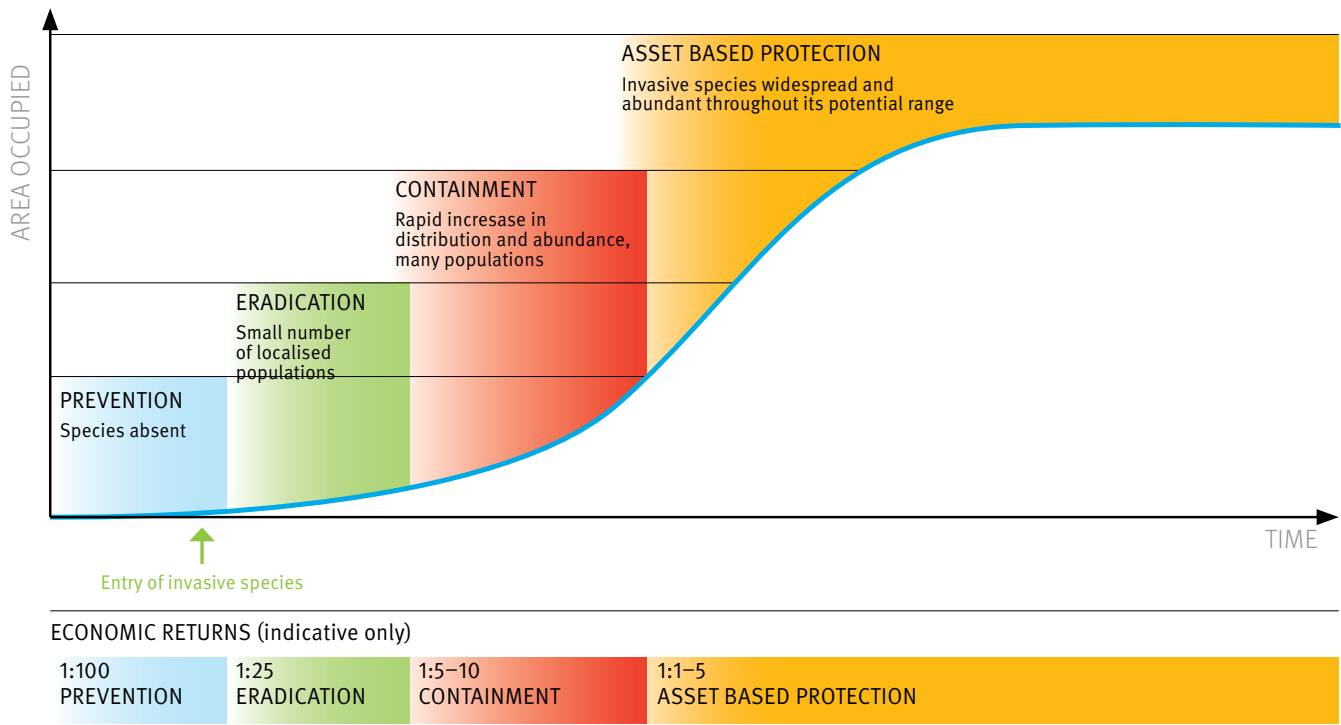 AREA OCCUPIED
ASSET BASED PROTECTION
Invasive species widespread and
abundant throughout its potential range
CONTAINMENT
Rapid incresase in
distribution and abundance,
many populations
ERADICATION
Small number
of localised
populations
PREVENTION
Species absent
TIME
Entry of invasive species
ECONOMIC RETURNS (indicative only)
1:100
PREVENTION
1:25
ERADICATION
1:5–10
CONTAINMENT
1:1–5
ASSET BASED PROTECTION